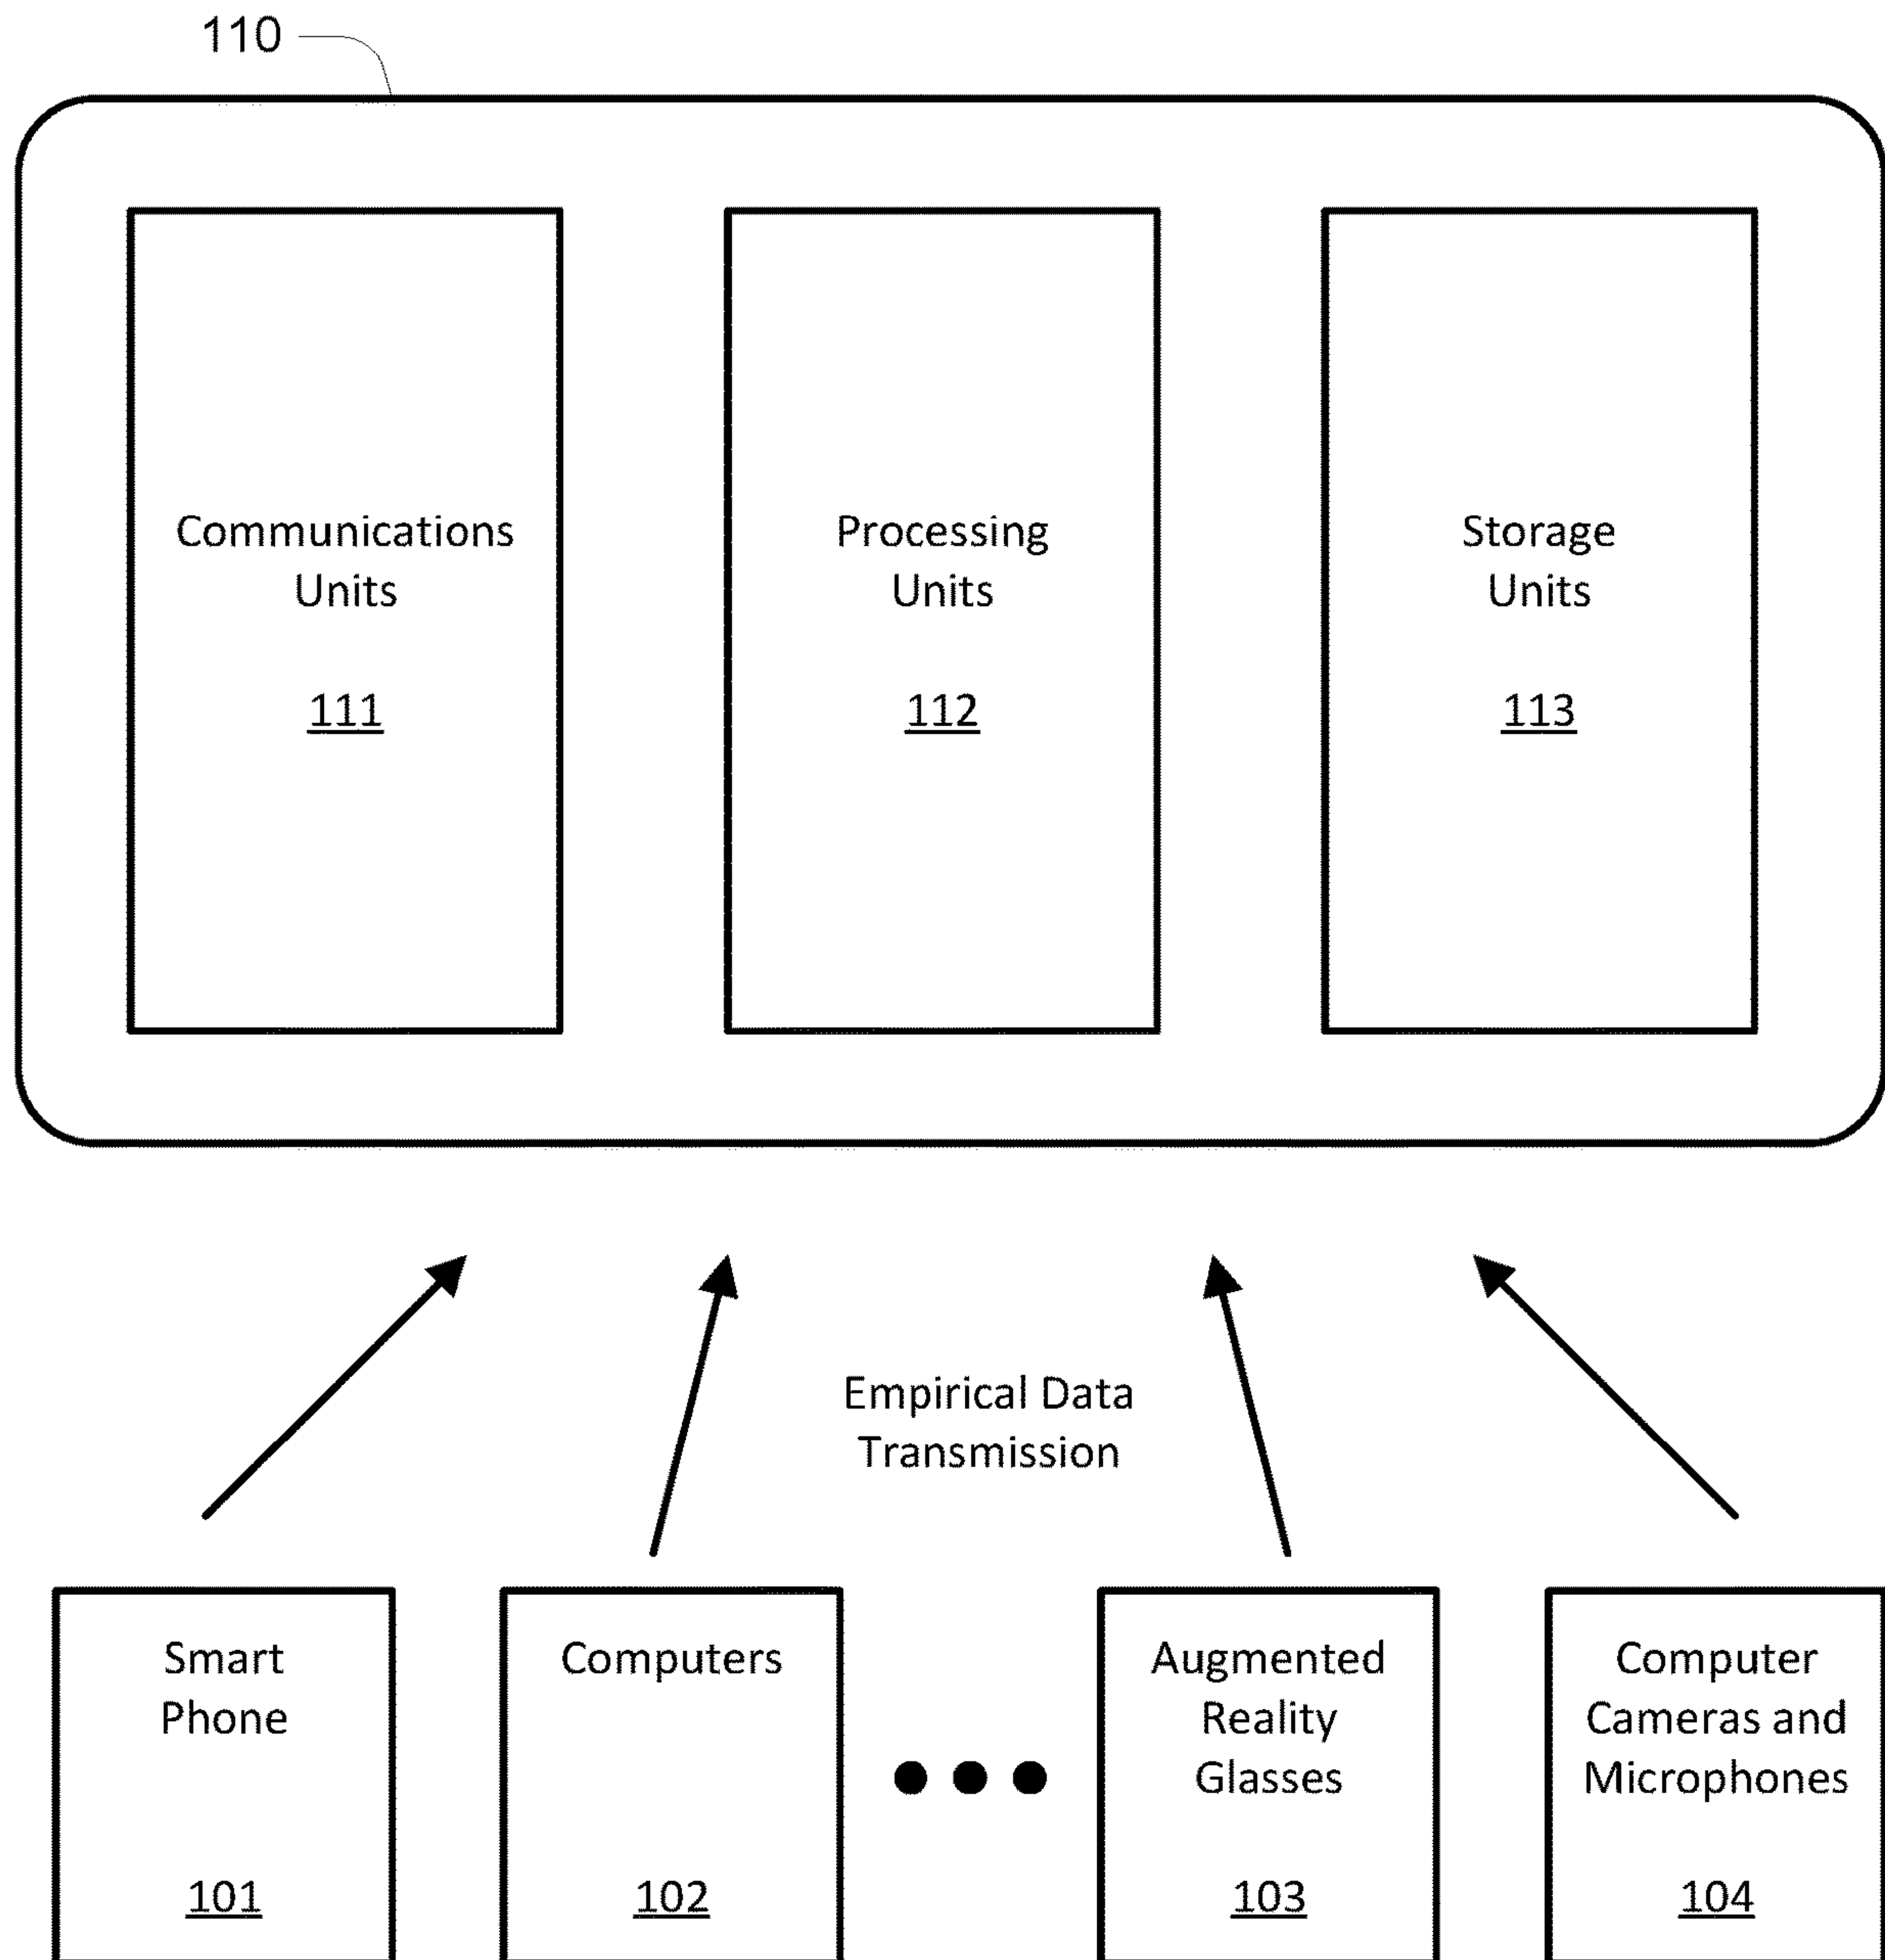 110
Communications
Units
111
Processing
Units
112
Storage
Units
113
Empirical Data
Transmission
Smart
Phone
101
Computers
102
Augmented
Reality
Glasses
103
Computer
Cameras and
Microphones
104